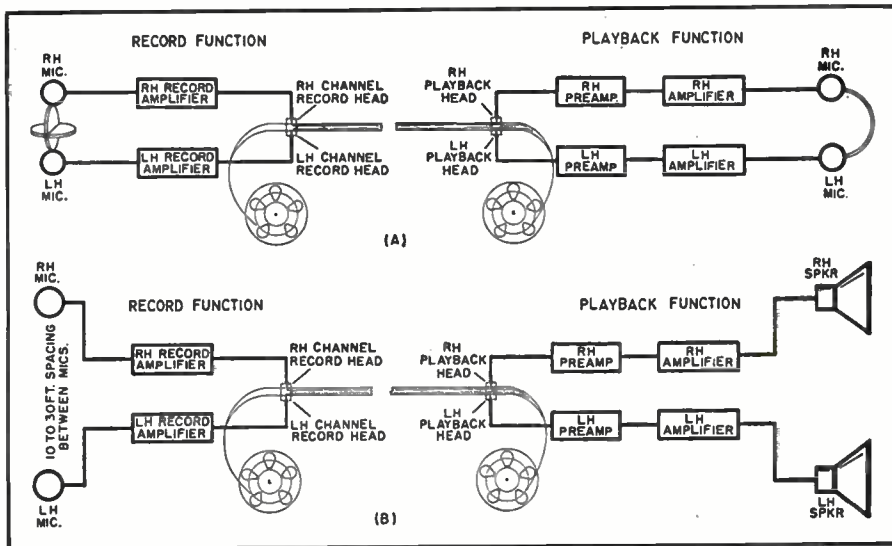 RECORD FUNCTION
PLAYBACK FUNCTION
RH
MIC.
RH RECORD
AMPLIFIER
RH CHANNEL
RECORD HEAD
LH RECORD
AMPLIFIER
LH CHANNEL
RECORD HEAD
LH
MIC.
RH
PLAYBACK
HEAD
RH
PREAMP.
RH
AMPLIFIER
RH
MIC.
LH
PLAYBACK
HEAD
LH
PREAMP
LH
AMPLIFIER
LH
MIC.
(A)
RH
MIC.
RECORD FUNCTION
PLAYBACK FUNCTION
10 TO 30FT. SPACING
BETWEEN MICS.
RH RECORD
AMPLIFIER
RH CHANNEL
RECORD HEAD
LH RECORD
AMPLIFIER
LH CHANNEL
RECORD HEAD
LH
MIC.
RH
PLAYBACK
HEAD
RH
PREAMP
RH
AMPLIFIER
RH
SPKR
LH
PLAYBACK
HEAD
LH
PREAMP
LH
AMPLIFIER
LH
SPKR
(B)